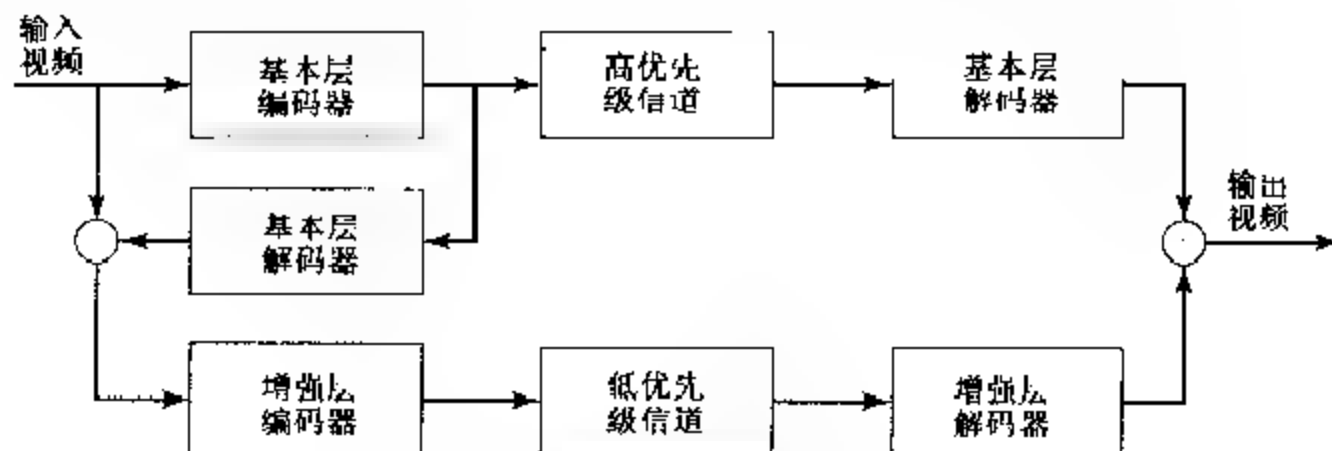 输入
视频
基本层
编码器
高优先
级信道
基本层
解码器
基本层
解码器
输出
视频
增强层
编码器
低优先
级信道
增强层
解码器